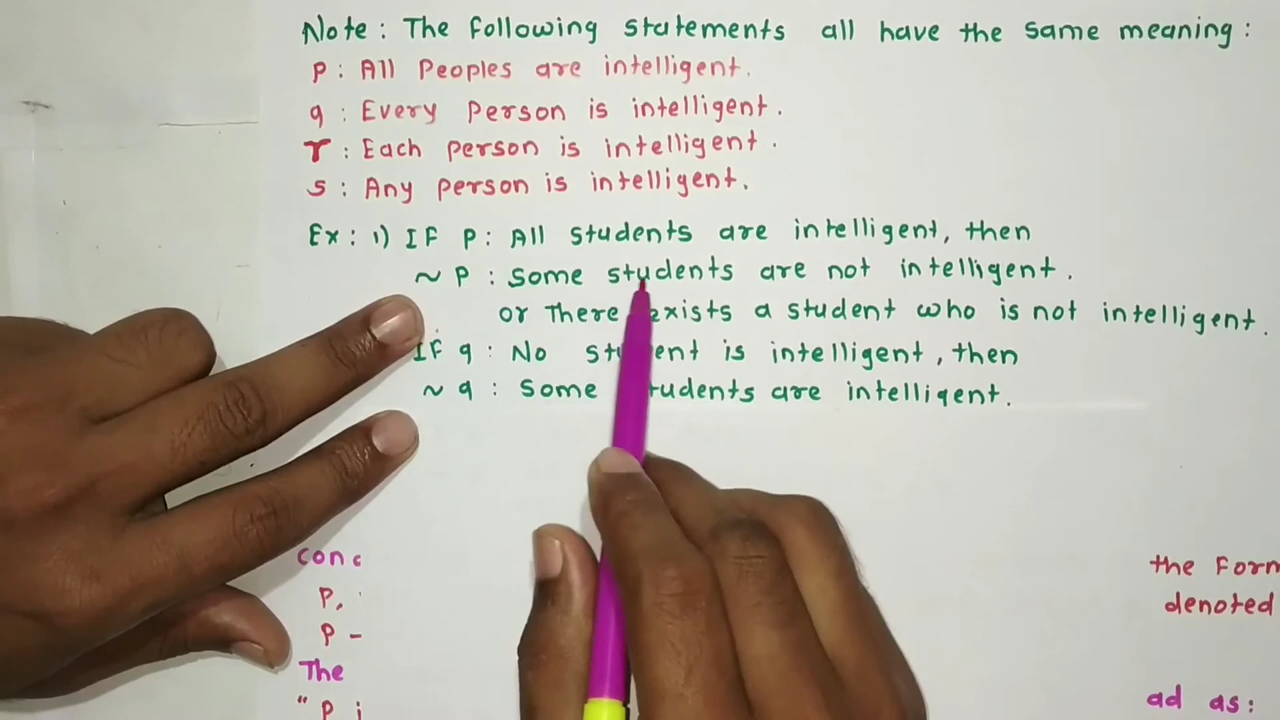 Note: The Following statements all have the same meaning:
P: All Peoples are intelligent.
q: Every Person is intelligent.
r: Each person is intelligent.
s: Any person is intelligent.
Ex: 1) IF P: All students are intelligent, then
~ P: Some students are not intelligent.
or There exists a student who is not intelligent.
IF q: No student is intelligent, then
~ q: Some students are intelligent.
the Form
P. denoted
P -
The
"P ad as: